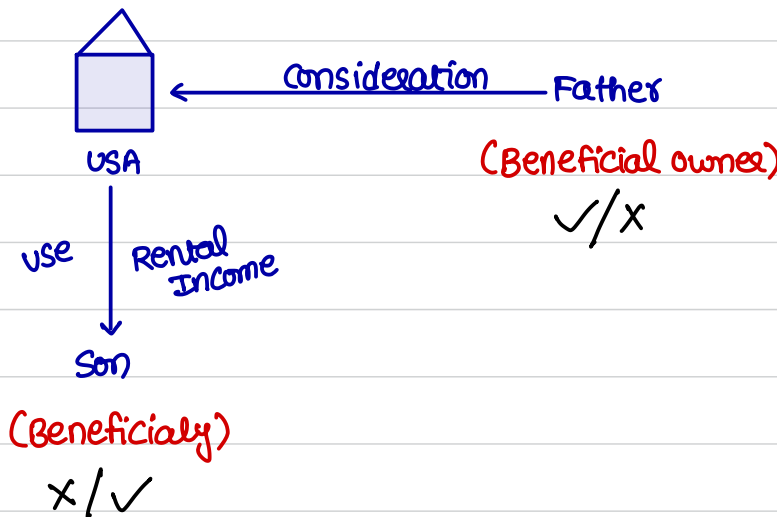 Consideration
Father
USA
(Beneficial owner)
✓/x
use
Rental
Income
Son
(Beneficialy)
x/✓